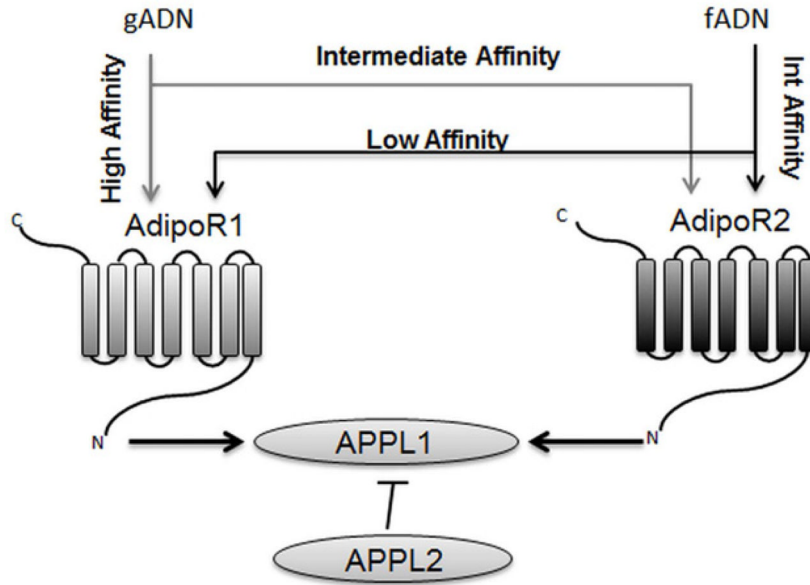 gADN
fADN
Intermediate Affinity
High Affinity
Low Affinity
Int Affinity
C
AdipoR1
C
AdipoR2
N
APPL1
N
APPL2